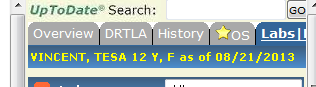 UpToDate® Search: GO
Overview DRTLA History OS Labs
VINCENT, TESA 12 Y, F as of 08/21/2013